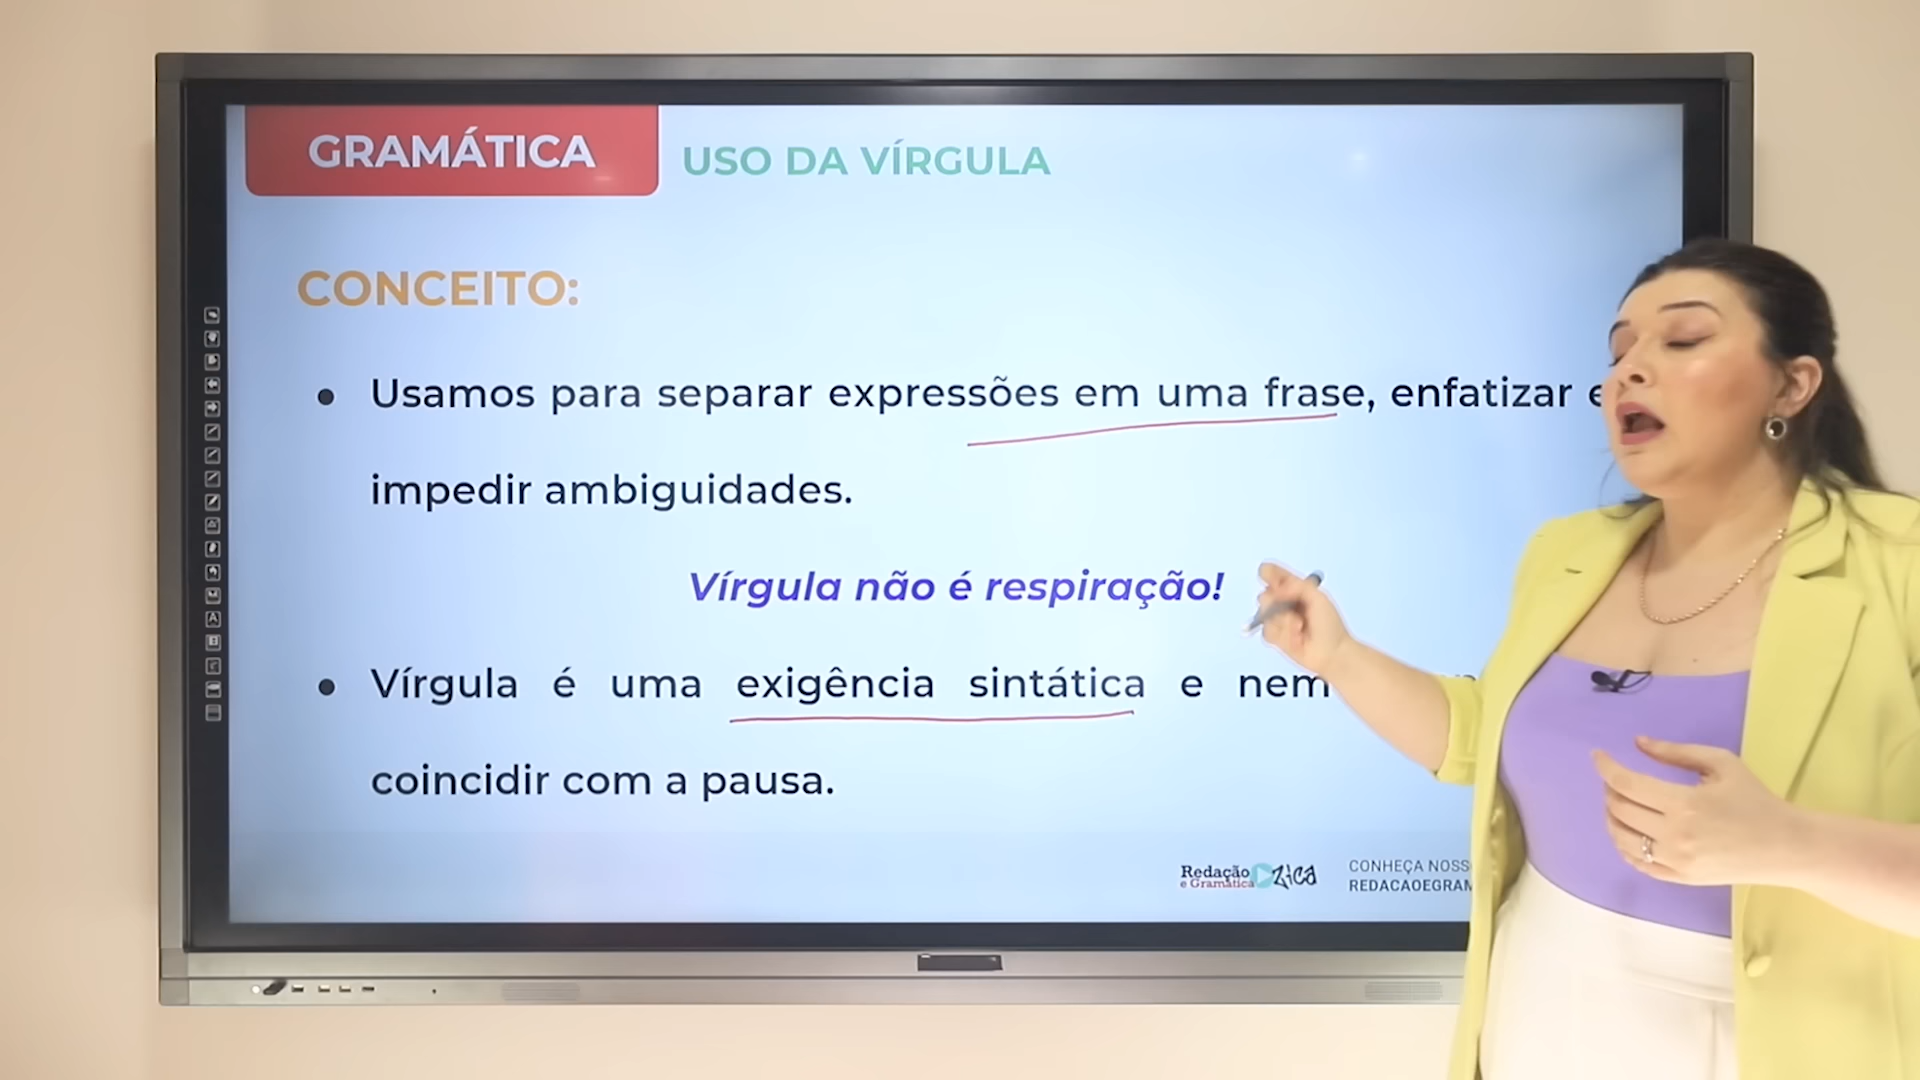 GRAMÁTICA
USO DA VÍRGULA
CONCEITO:
Usamos para separar expressões em uma frase, enfatizar e
impedir ambiguidades.
Vírgula não é respiração!
Vírgula é uma exigência sintática e nem
coincidir com a pausa.
Redação
e Gramática
Zica
CONHEÇA NOSS
REDACAOEGRAM